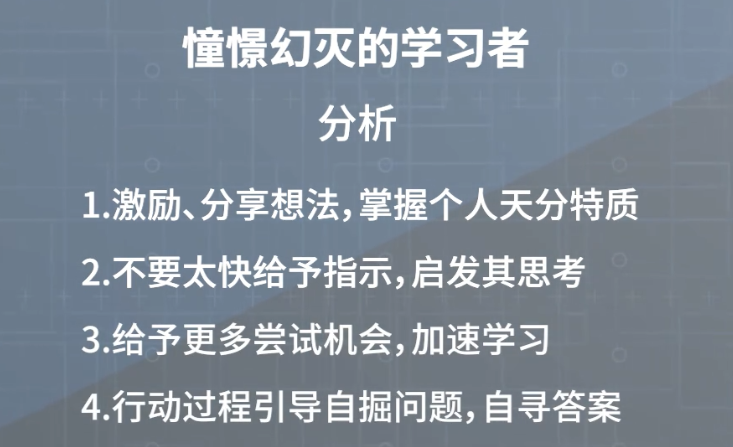 憧憬幻灭的学习者
分析
1.激励、分享想法，掌握个人天分特质
2.不要太快给予指示，启发其思考
3.给予更多尝试机会，加速学习
4.行动过程引导自掘问题，自寻答案